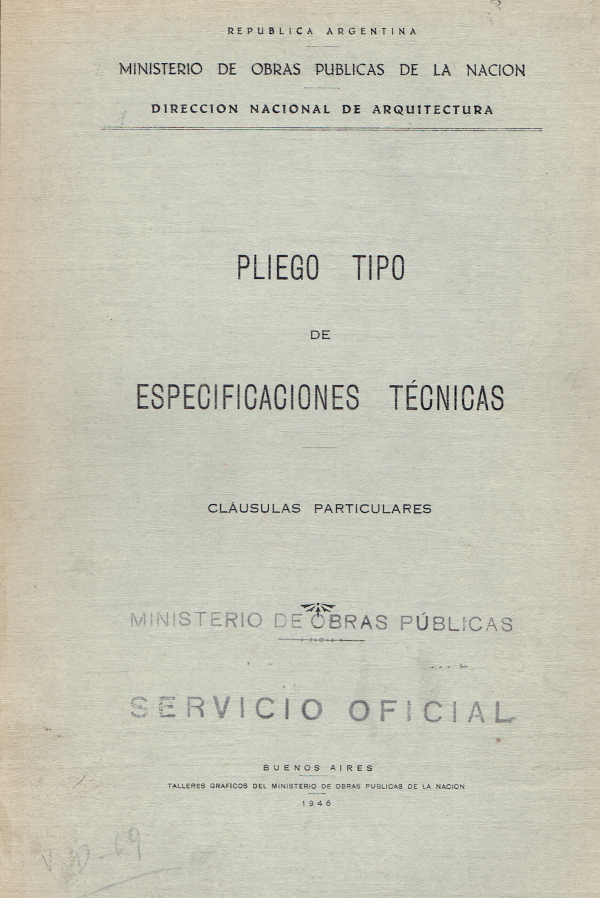 REPUBLICA ARGENTINA
MINISTERIO DE OBRAS PUBLICAS DE LA NACION
DIRECCION NACIONAL DE ARQUITECTURA
PLIEGO TIPO
DE
ESPECIFICACIONES TÉCNICAS
CLÁUSULAS PARTICULARES
MINISTERIO DE OBRAS PÚBLICAS
SERVICIO OFICIAL
BUENOS AIRES
TALLERES GRAFICOS DEL MINISTERIO DE OBRAS PUBLICAS DE LA NACION
1946